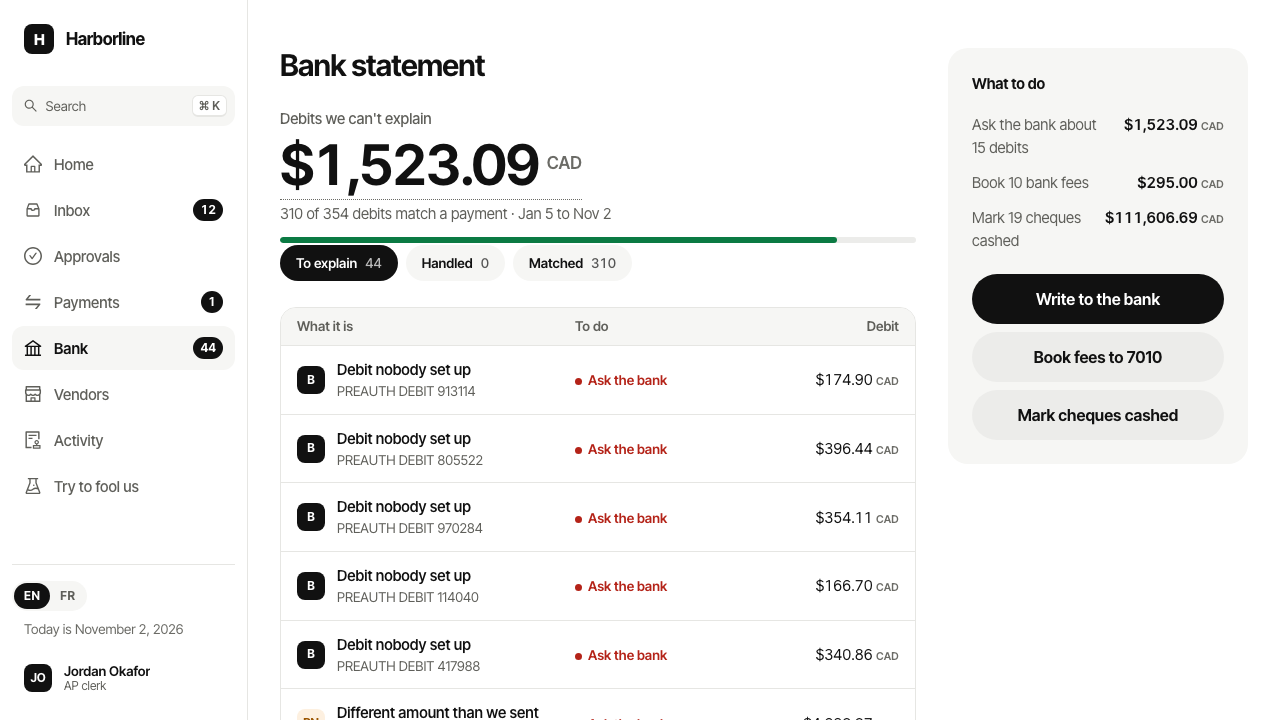 H Harborline
Search ⌘ K
Home
Inbox 12
Approvals
Payments 1
Bank 44
Vendors
Activity
Try to fool us
EN FR
Today is November 2, 2026
JO Jordan Okafor
AP clerk
Bank statement
Debits we can't explain
$1,523.09 CAD
310 of 354 debits match a payment · Jan 5 to Nov 2
To explain 44 Handled 0 Matched 310
What it is To do Debit
B Debit nobody set up
PREAUTH DEBIT 913114
Ask the bank $174.90 CAD
B Debit nobody set up
PREAUTH DEBIT 805522
Ask the bank $396.44 CAD
B Debit nobody set up
PREAUTH DEBIT 970284
Ask the bank $354.11 CAD
B Debit nobody set up
PREAUTH DEBIT 114040
Ask the bank $166.70 CAD
B Debit nobody set up
PREAUTH DEBIT 417988
Ask the bank $340.86 CAD
Different amount than we sent
What to do
Ask the bank about $1,523.09 CAD
15 debits
Book 10 bank fees $295.00 CAD
Mark 19 cheques $111,606.69 CAD
cashed
Write to the bank
Book fees to 7010
Mark cheques cashed